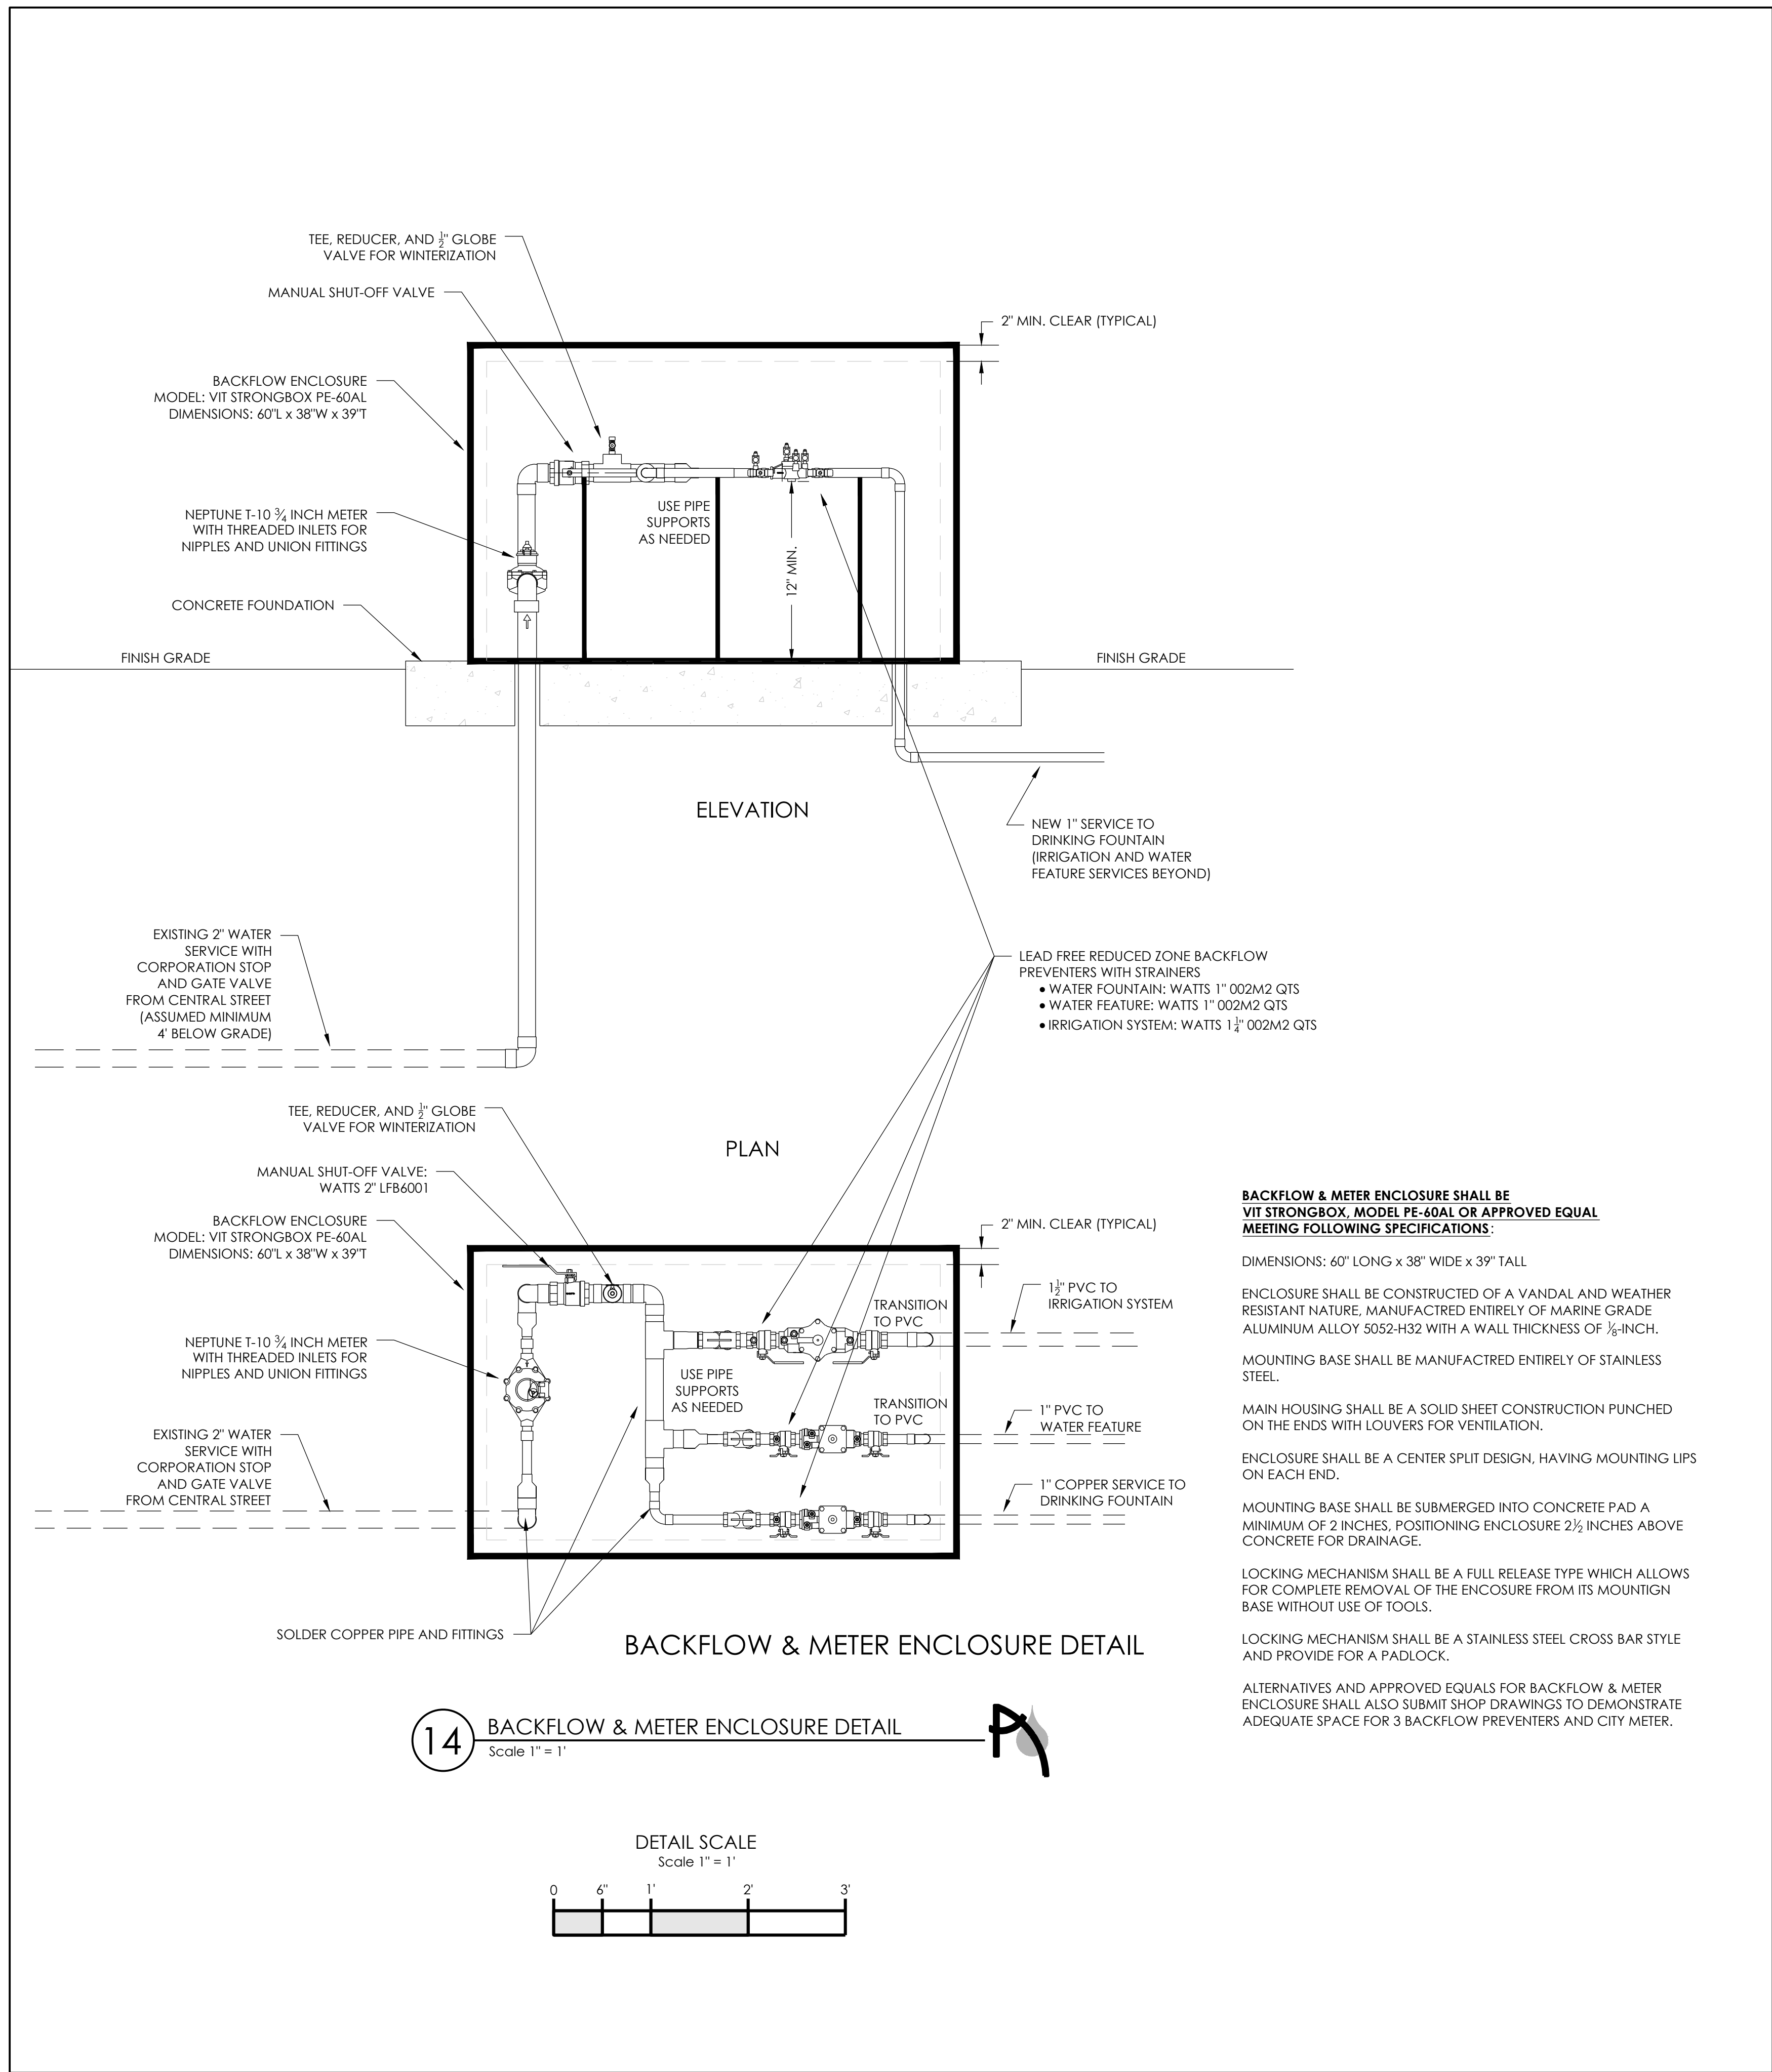 TEE, REDUCER, AND ½" GLOBE
VALVE FOR WINTERIZATION
MANUAL SHUT-OFF VALVE
2" MIN. CLEAR (TYPICAL)
BACKFLOW ENCLOSURE
MODEL: VIT STRONGBOX PE-60AL
DIMENSIONS: 60"L x 38"W x 39"T
NEPTUNE T-10 ¾ INCH METER
WITH THREADED INLETS FOR
NIPPLES AND UNION FITTINGS
USE PIPE
SUPPORTS
AS NEEDED
12" MIN.
CONCRETE FOUNDATION
FINISH GRADE
FINISH GRADE
ELEVATION
NEW 1" SERVICE TO
DRINKING FOUNTAIN
(IRRIGATION AND WATER
FEATURE SERVICES BEYOND)
EXISTING 2" WATER
SERVICE WITH
CORPORATION STOP
AND GATE VALVE
FROM CENTRAL STREET
(ASSUMED MINIMUM
4' BELOW GRADE)
LEAD FREE REDUCED ZONE BACKFLOW
PREVENTERS WITH STRAINERS
• WATER FOUNTAIN: WATTS 1" 002M2 QTS
• WATER FEATURE: WATTS 1" 002M2 QTS
• IRRIGATION SYSTEM: WATTS 1¼" 002M2 QTS
TEE, REDUCER, AND ½" GLOBE
VALVE FOR WINTERIZATION
PLAN
MANUAL SHUT-OFF VALVE:
WATTS 2" LFB6001
BACKFLOW ENCLOSURE
MODEL: VIT STRONGBOX PE-60AL
DIMENSIONS: 60"L x 38"W x 39"T
2" MIN. CLEAR (TYPICAL)
1½" PVC TO
IRRIGATION SYSTEM
TRANSITION
TO PVC
NEPTUNE T-10 ¾ INCH METER
WITH THREADED INLETS FOR
NIPPLES AND UNION FITTINGS
USE PIPE
SUPPORTS
AS NEEDED
TRANSITION
TO PVC
1" PVC TO
WATER FEATURE
EXISTING 2" WATER
SERVICE WITH
CORPORATION STOP
AND GATE VALVE
FROM CENTRAL STREET
1" COPPER SERVICE TO
DRINKING FOUNTAIN
SOLDER COPPER PIPE AND FITTINGS
BACKFLOW & METER ENCLOSURE DETAIL
BACKFLOW & METER ENCLOSURE SHALL BE
VIT STRONGBOX, MODEL PE-60AL OR APPROVED EQUAL
MEETING FOLLOWING SPECIFICATIONS:
DIMENSIONS: 60" LONG x 38" WIDE x 39" TALL
ENCLOSURE SHALL BE CONSTRUCTED OF A VANDAL AND WEATHER
RESISTANT NATURE, MANUFACTRED ENTIRELY OF MARINE GRADE
ALUMINUM ALLOY 5052-H32 WITH A WALL THICKNESS OF ⅛-INCH.
MOUNTING BASE SHALL BE MANUFACTRED ENTIRELY OF STAINLESS
STEEL.
MAIN HOUSING SHALL BE A SOLID SHEET CONSTRUCTION PUNCHED
ON THE ENDS WITH LOUVERS FOR VENTILATION.
ENCLOSURE SHALL BE A CENTER SPLIT DESIGN, HAVING MOUNTING LIPS
ON EACH END.
MOUNTING BASE SHALL BE SUBMERGED INTO CONCRETE PAD A
MINIMUM OF 2 INCHES, POSITIONING ENCLOSURE 2½ INCHES ABOVE
CONCRETE FOR DRAINAGE.
LOCKING MECHANISM SHALL BE A FULL RELEASE TYPE WHICH ALLOWS
FOR COMPLETE REMOVAL OF THE ENCOSURE FROM ITS MOUNTIGN
BASE WITHOUT USE OF TOOLS.
LOCKING MECHANISM SHALL BE A STAINLESS STEEL CROSS BAR STYLE
AND PROVIDE FOR A PADLOCK.
ALTERNATIVES AND APPROVED EQUALS FOR BACKFLOW & METER
ENCLOSURE SHALL ALSO SUBMIT SHOP DRAWINGS TO DEMONSTRATE
ADEQUATE SPACE FOR 3 BACKFLOW PREVENTERS AND CITY METER.
14
BACKFLOW & METER ENCLOSURE DETAIL
Scale 1" = 1'
DETAIL SCALE
Scale 1" = 1'
0 6" 1' 2' 3'